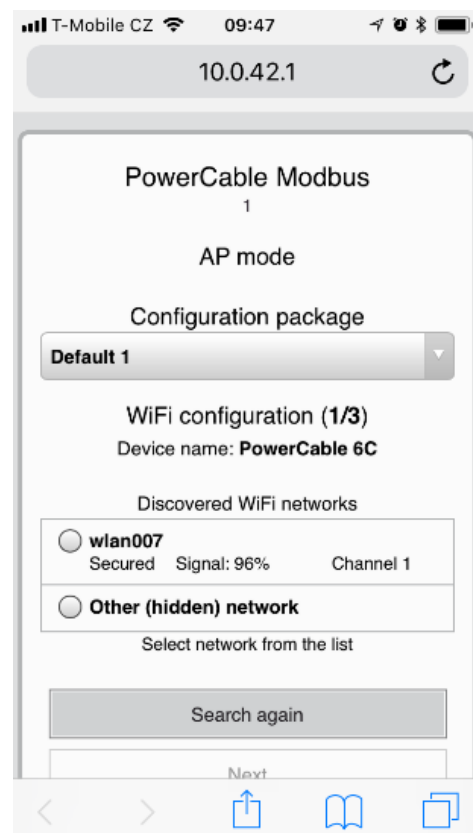 T-Mobile CZ 09:47
10.0.42.1
PowerCable Modbus
1
AP mode
Configuration package
Default 1
WiFi configuration (1/3)
Device name: PowerCable 6C
Discovered WiFi networks
wlan007
Secured Signal: 96% Channel 1
Other (hidden) network
Select network from the list
Search again
Next